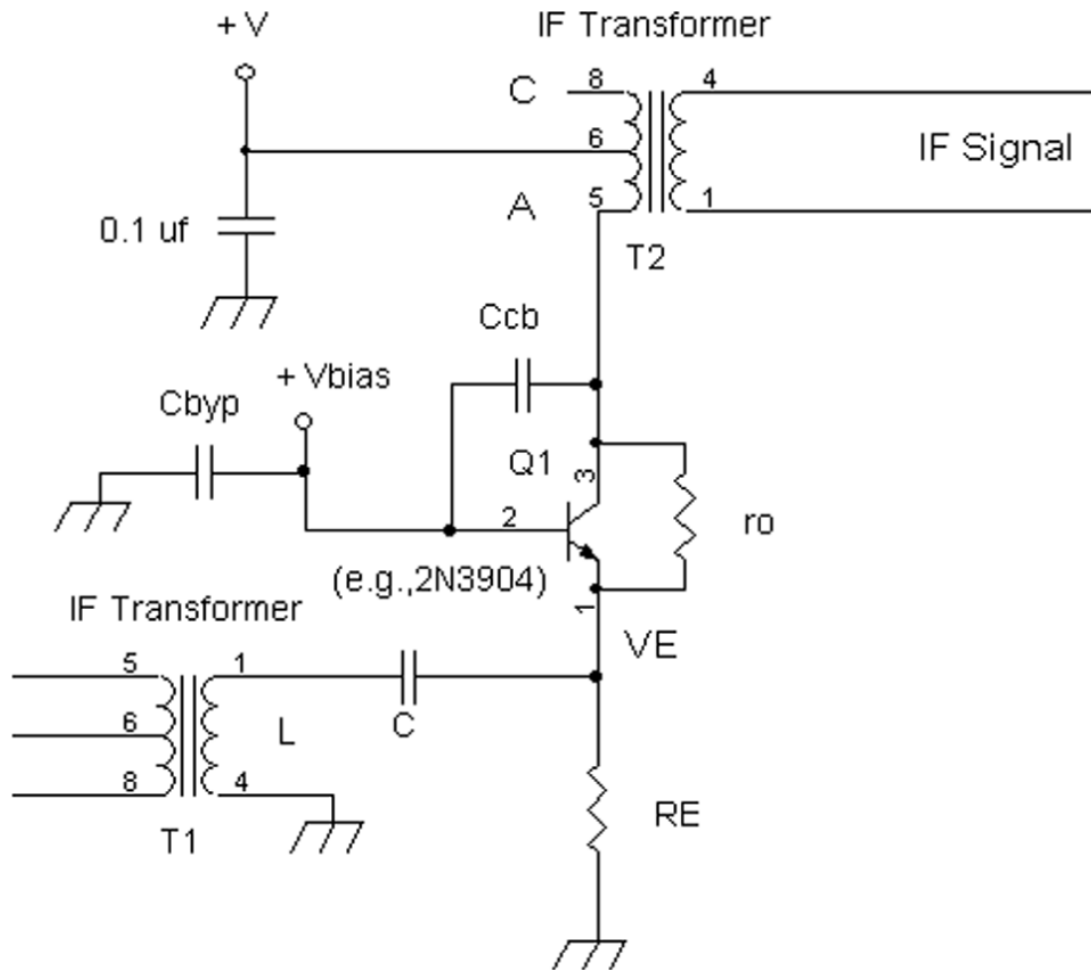 + V
IF Transformer
C
8
4
6
IF Signal
A
5
1
0.1 uf
T2
Ccb
+ Vbias
Cbyp
Q1
3
2
ro
(e.g.,2N3904)
1
IF Transformer
VE
5
1
6
L
C
8
4
T1
RE